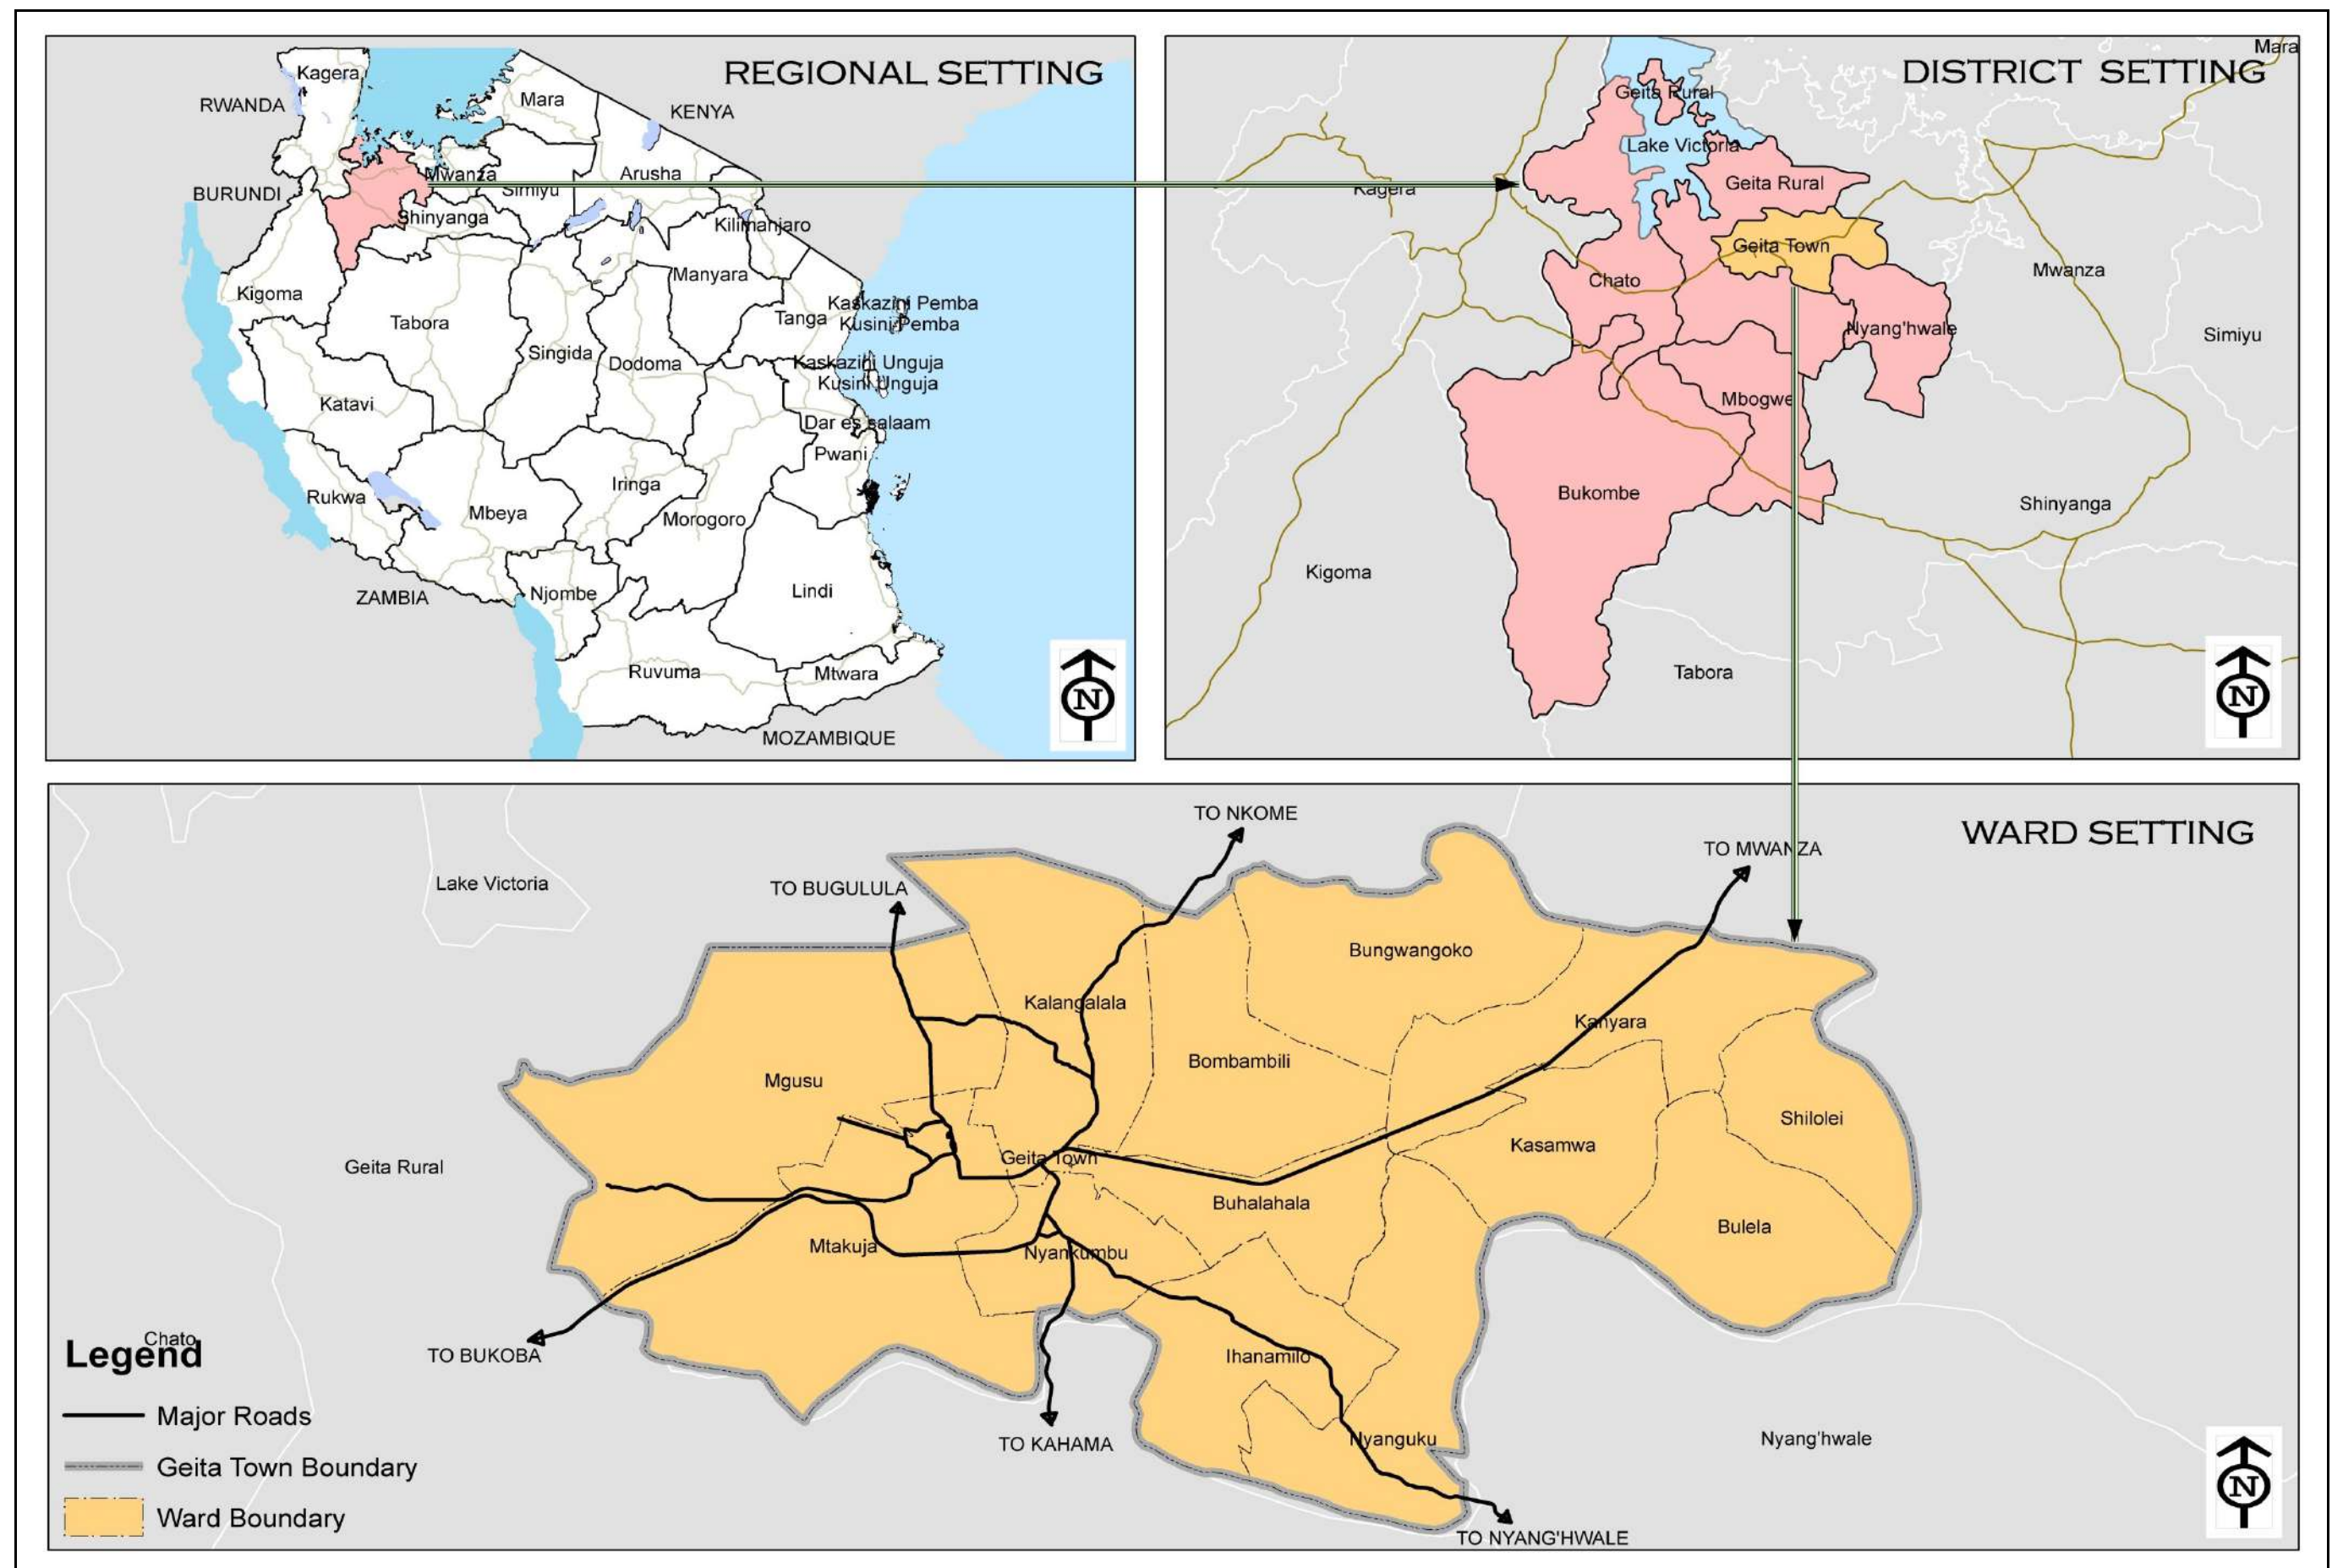 REGIONAL SETTING
Kagera
RWANDA
Mara
KENYA
BURUNDI
Mwanza
Simiyu
Arusha
Shinyanga
Kilimanjaro
Kigoma
Manyara
Tabora
Tanga
Kaskazini Pemba
Kusini Pemba
Singida
Dodoma
Kaskazini Unguja
Kusini Unguja
Katavi
Dar es salaam
Pwani
Rukwa
Iringa
Mbeya
Morogoro
ZAMBIA
Njombe
Lindi
Ruvuma
Mtwara
MOZAMBIQUE
N
DISTRICT SETTING
Mara
Geita Rural
Lake Victoria
Kagera
Geita Rural
Geita Town
Chato
Mwanza
Nyang'hwale
Simiyu
Mbogwe
Bukombe
Shinyanga
Kigoma
Tabora
N
WARD SETTING
TO NKOME
TO MWANZA
Lake Victoria
TO BUGULULA
Bungwangoko
Kalangalala
Kanyara
Bombambili
Mgusu
Shilolei
Kasamwa
Geita Town
Geita Rural
Buhalahala
Bulela
Mtakuja
Nyankumbu
Chato
TO BUKOBA
Ihanamilo
TO KAHAMA
Nyanguku
Nyang'hwale
TO NYANG'HWALE
N
Legend
Major Roads
Geita Town Boundary
Ward Boundary